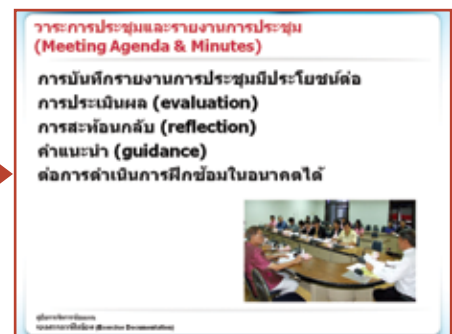 วาระการประชุมและรายงานการประชุม
(Meeting Agenda & Minutes)
การบันทึกรายงานการประชุมมีประโยชน์ต่อ
การประเมินผล (evaluation)
การสะท้อนกลับ (reflection)
คำแนะนำ (guidance)
ต่อการดำเนินการฝึกซ้อมในอนาคตได้
(Exercise Documentation)